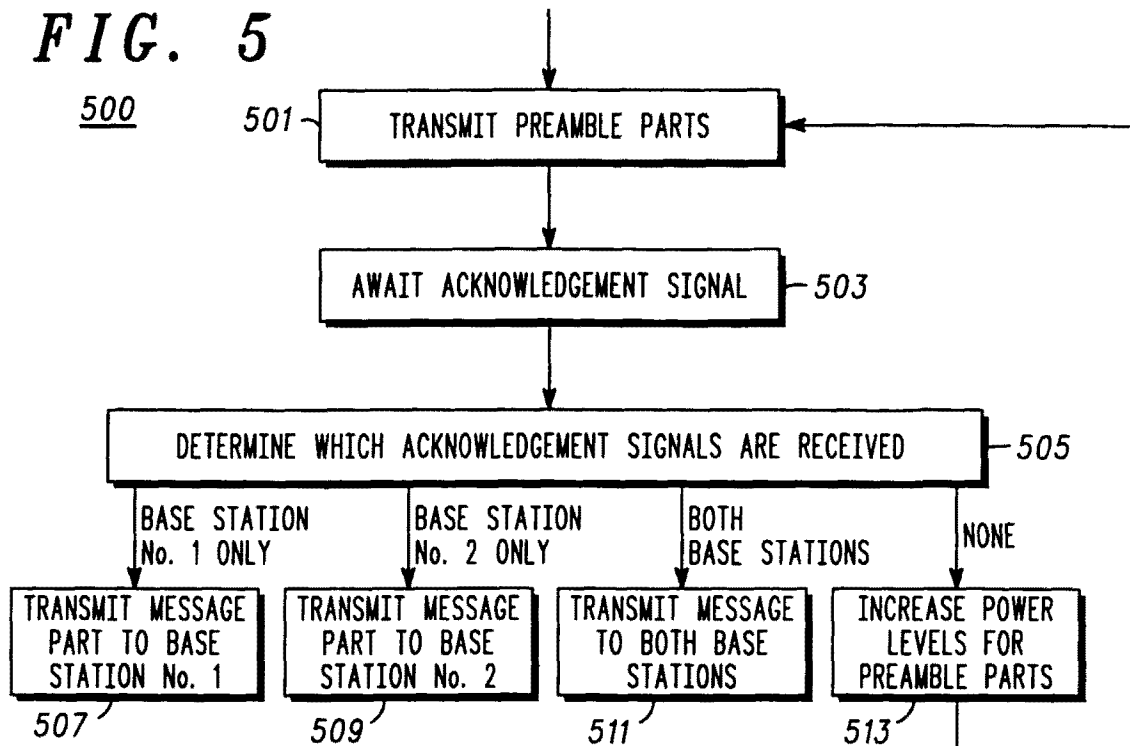 FIG. 5
500
501
TRANSMIT PREAMBLE PARTS
AWAIT ACKNOWLEDGEMENT SIGNAL
503
DETERMINE WHICH ACKNOWLEDGEMENT SIGNALS ARE RECEIVED
505
BASE STATION
No. 1 ONLY
BASE STATION
No. 2 ONLY
BOTH
BASE STATIONS
NONE
TRANSMIT MESSAGE
PART TO BASE
STATION No. 1
507
TRANSMIT MESSAGE
PART TO BASE
STATION No. 2
509
TRANSMIT MESSAGE
TO BOTH BASE
STATIONS
511
INCREASE POWER
LEVELS FOR
PREAMBLE PARTS
513